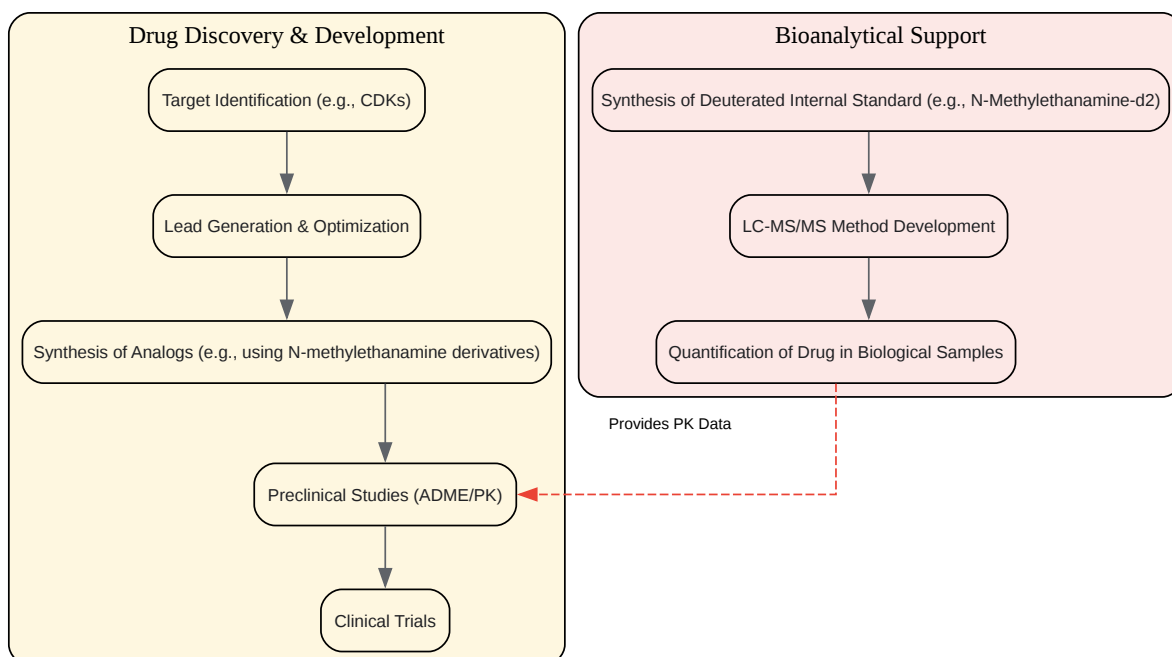 Drug Discovery & Development
Target Identification (e.g., CDKs)
Lead Generation & Optimization
Synthesis of Analogs (e.g., using N-methylethanamine derivatives)
Preclinical Studies (ADME/PK)
Clinical Trials
Bioanalytical Support
Synthesis of Deuterated Internal Standard (e.g., N-Methylethanamine-d2)
LC-MS/MS Method Development
Quantification of Drug in Biological Samples
Provides PK Data